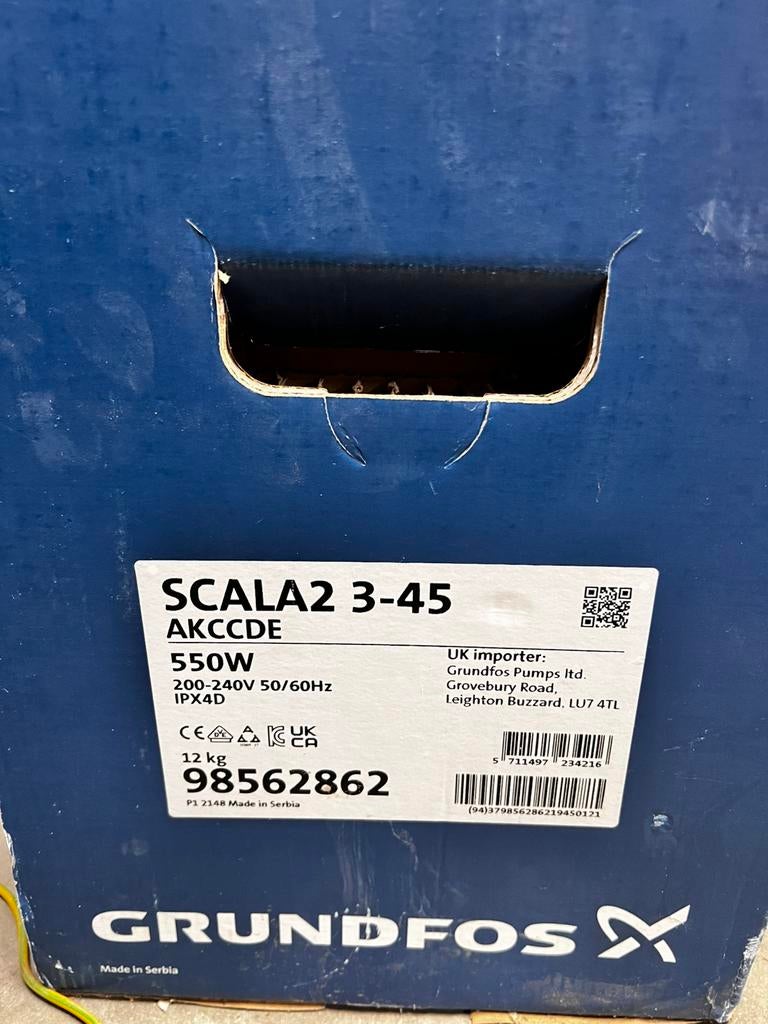 SCALA2 3-45
AKCCDE
550W
200-240V 50/60Hz
IPX4D
UK importer:
Grundfos Pumps ltd.
Grovebury Road,
Leighton Buzzard, LU7 4TL
CE
UK
CA
12 kg
98562862
P1 2148 Made in Serbia
5 711497 234216
(94)379856286219450121
GRUNDFOS
Made in Serbia